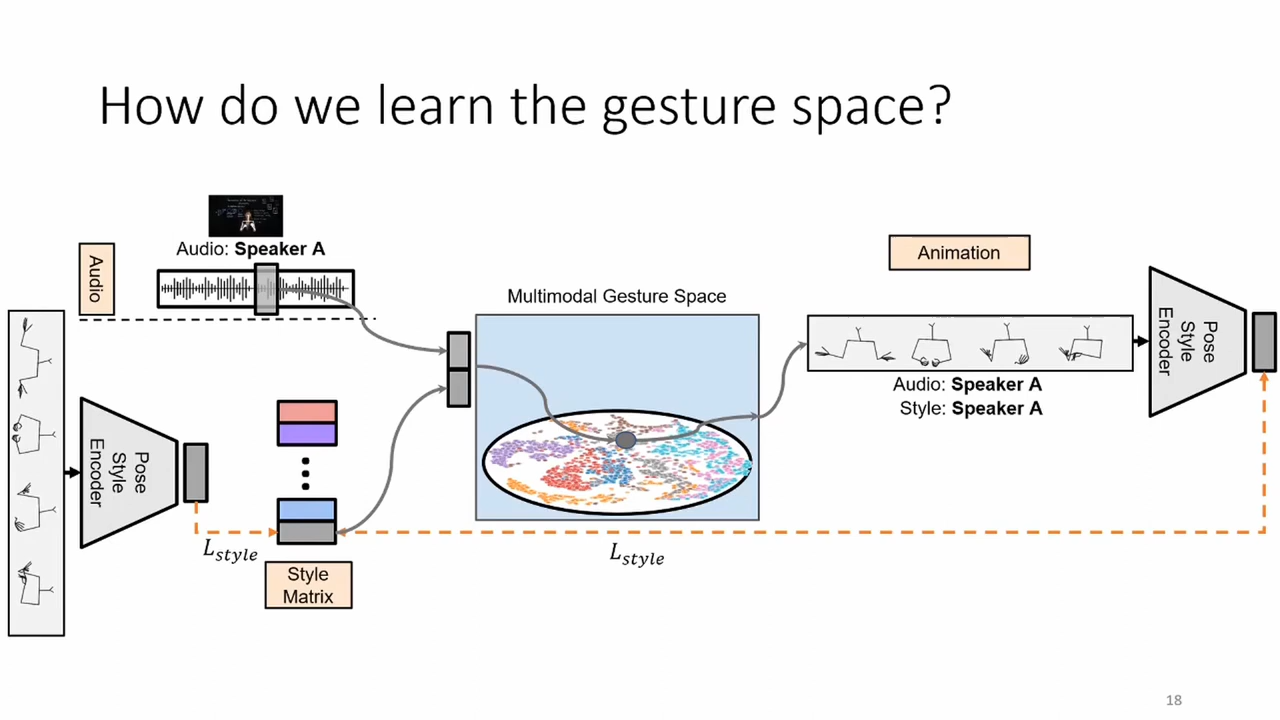 How do we learn the gesture space?
Audio
Audio: Speaker A
Multimodal Gesture Space
Animation
Audio: Speaker A
Style: Speaker A
Pose
Style
Encoder
Pose
Style
Encoder
L_style
Style
Matrix
L_style
18